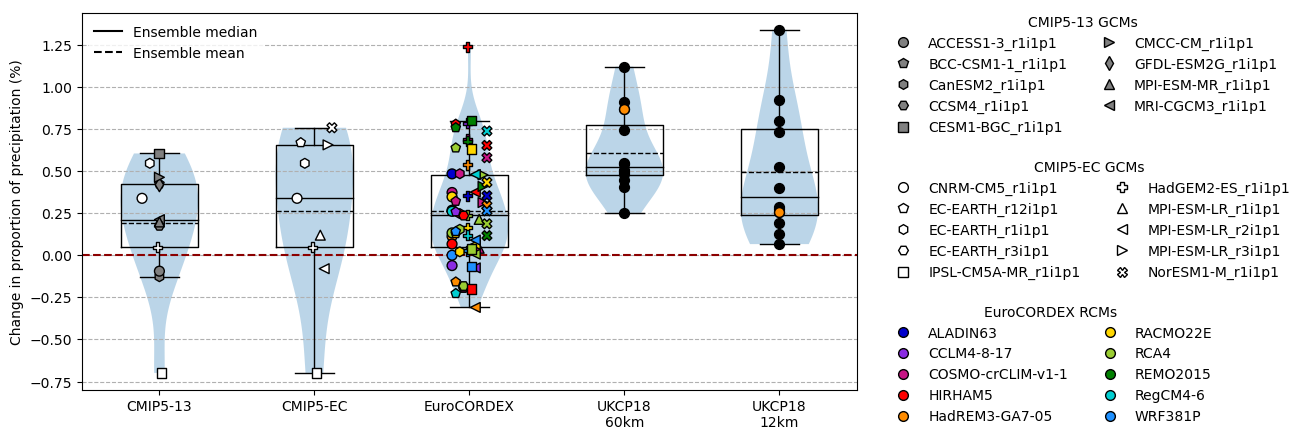 Change in proportion of precipitation (%)
1.25
1.00
0.75
0.50
0.25
0.00
−0.25
−0.50
−0.75
Ensemble median
Ensemble mean
CMIP5-13
CMIP5-EC
EuroCORDEX
UKCP18
60km
UKCP18
12km
CMIP5-13 GCMs
ACCESS1-3_r1i1p1
BCC-CSM1-1_r1i1p1
CanESM2_r1i1p1
CCSM4_r1i1p1
CESM1-BGC_r1i1p1
CMCC-CM_r1i1p1
GFDL-ESM2G_r1i1p1
MPI-ESM-MR_r1i1p1
MRI-CGCM3_r1i1p1
CMIP5-EC GCMs
CNRM-CM5_r1i1p1
EC-EARTH_r12i1p1
EC-EARTH_r1i1p1
EC-EARTH_r3i1p1
IPSL-CM5A-MR_r1i1p1
HadGEM2-ES_r1i1p1
MPI-ESM-LR_r1i1p1
MPI-ESM-LR_r2i1p1
MPI-ESM-LR_r3i1p1
NorESM1-M_r1i1p1
EuroCORDEX RCMs
ALADIN63
CCLM4-8-17
COSMO-crCLIM-v1-1
HIRHAM5
HadREM3-GA7-05
RACMO22E
RCA4
REMO2015
RegCM4-6
WRF381P